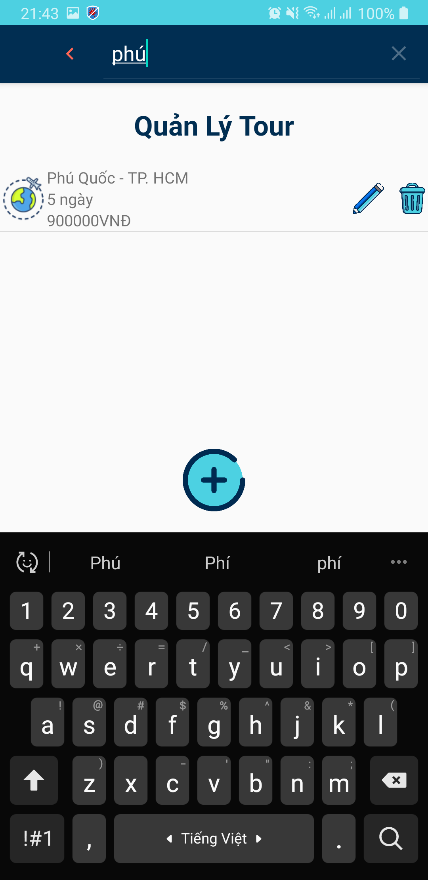 21:43 100%
phú
Quản Lý Tour
Phú Quốc - TP. HCM
5 ngày
900000VNĐ
Phú Phí phí
1 2 3 4 5 6 7 8 9 0
+ × ÷ = / _ < > [ ]
q w e r t y u i o p
! @ # $ % ^ & * (
a s d f g h j k l
) - ' " : ;
z x c v b n m
!#1 , Tiếng Việt .